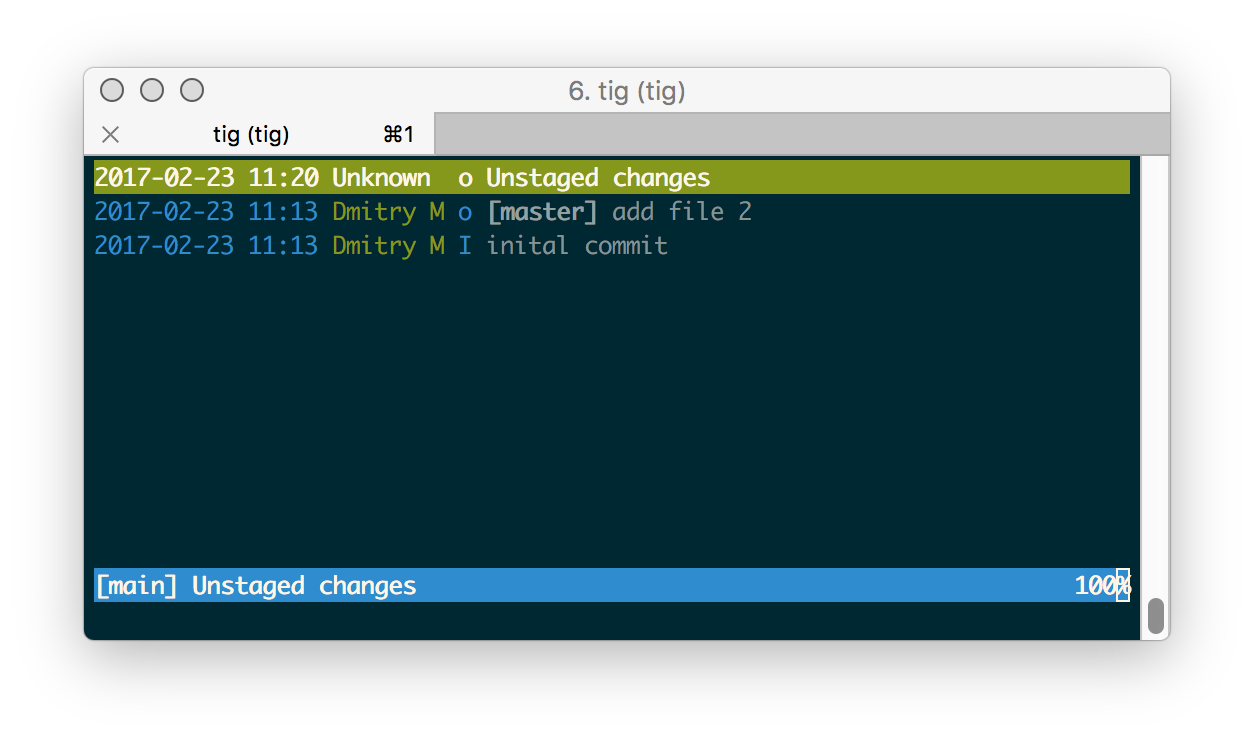 6. tig (tig)
tig (tig) ⌘1
2017-02-23 11:20 Unknown o Unstaged changes
2017-02-23 11:13 Dmitry M o [master] add file 2
2017-02-23 11:13 Dmitry M I inital commit
[main] Unstaged changes 100%